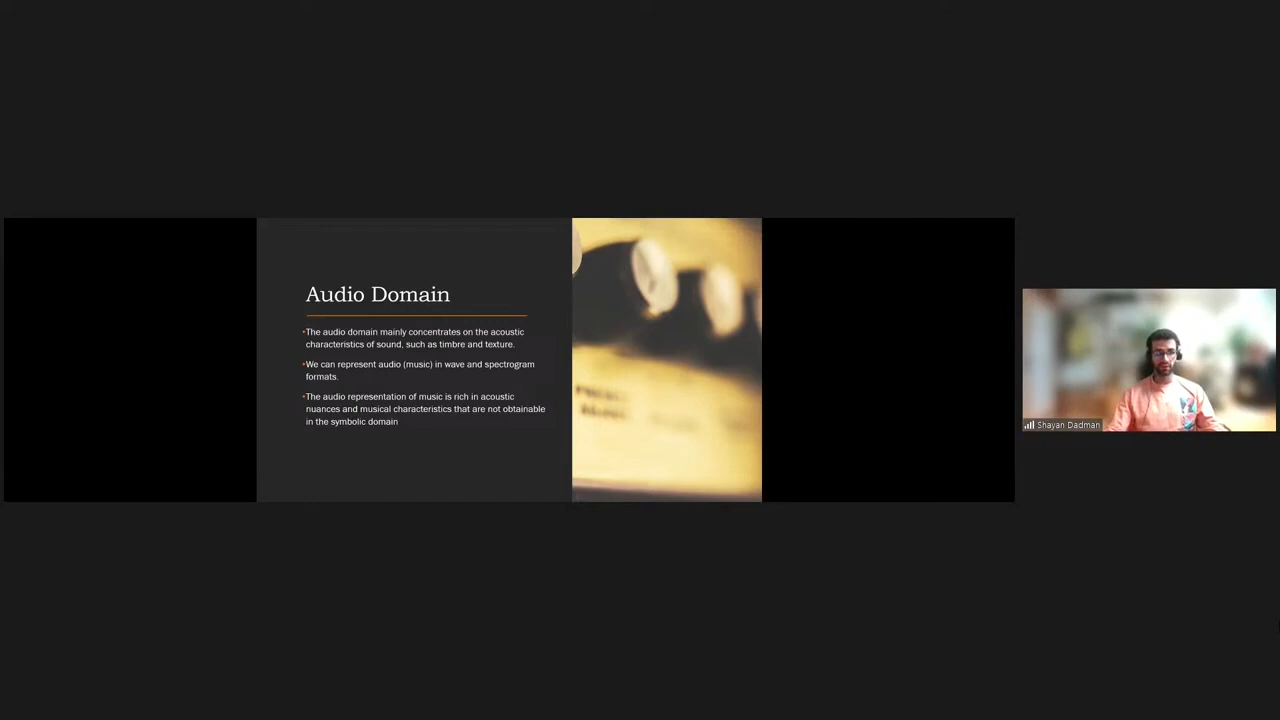 Audio Domain
•The audio domain mainly concentrates on the acoustic
characteristics of sound, such as timbre and texture.
•We can represent audio (music) in wave and spectrogram
formats.
•The audio representation of music is rich in acoustic
nuances and musical characteristics that are not obtainable
in the symbolic domain
Shayan Dadman